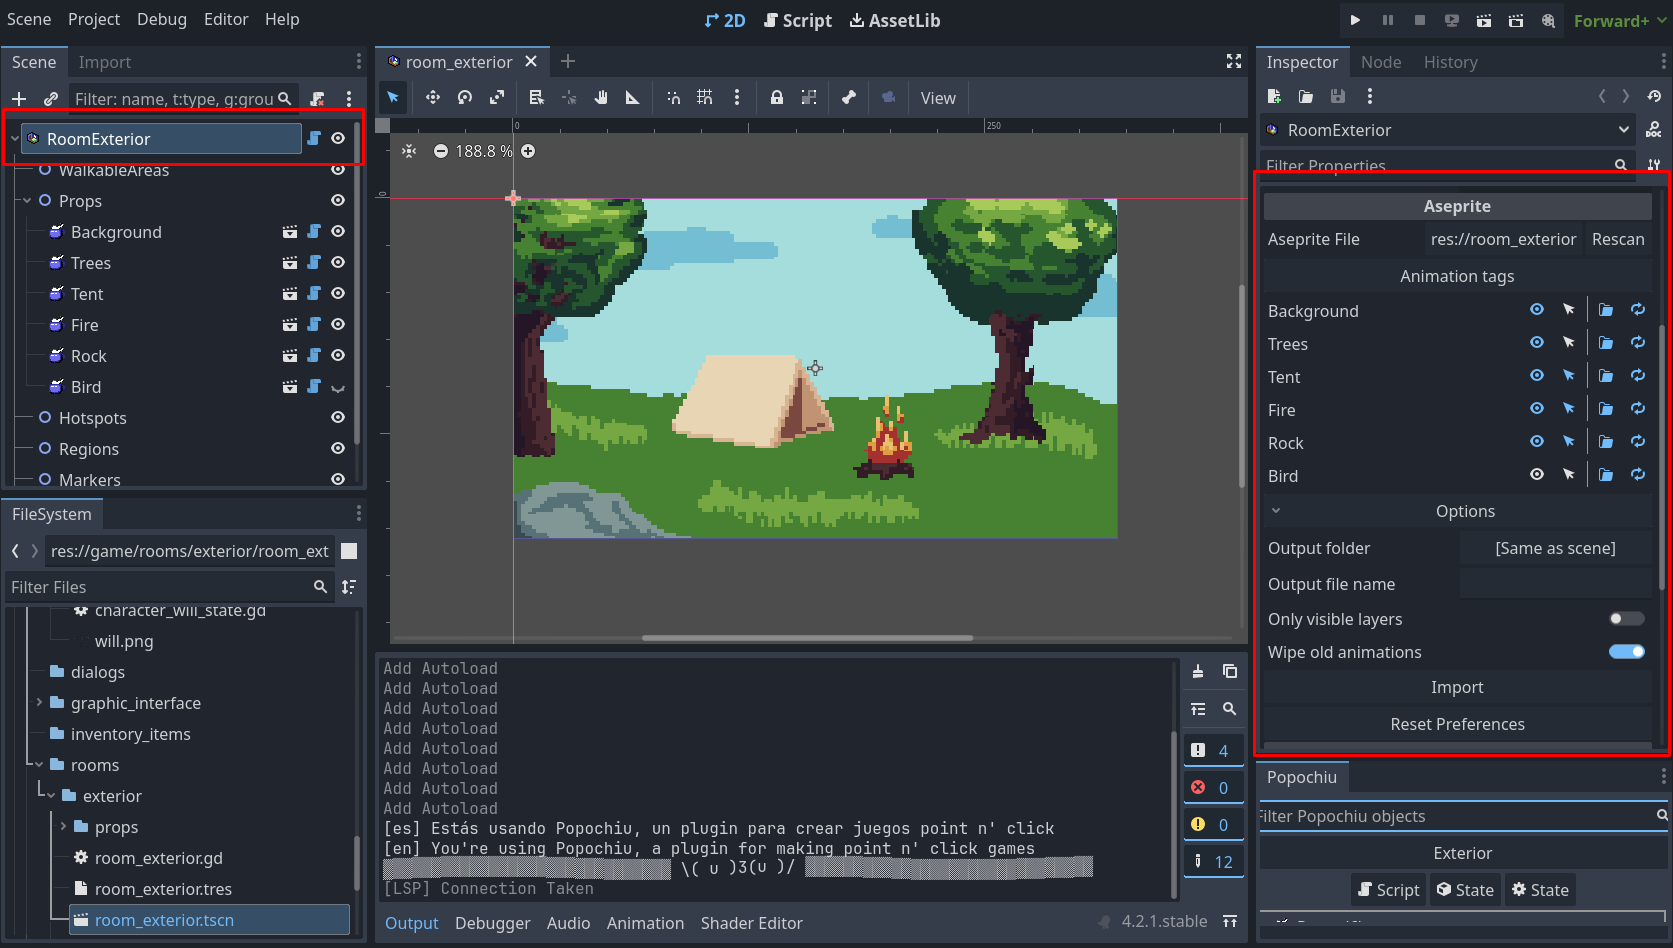 Scene Project Debug Editor Help
2D Script AssetLib
Forward+
Scene Import
Filter: name, t:type, g:grou
RoomExterior
WalkableAreas
Props
Background
Trees
Tent
Fire
Rock
Bird
Hotspots
Regions
Markers
FileSystem
res://game/rooms/exterior/room_ext
Filter Files
character_will_state.gd
will.png
dialogs
graphic_interface
inventory_items
rooms
exterior
props
room_exterior.gd
room_exterior.tres
room_exterior.tscn
room_exterior
View
0
250
0
188.8 %
Add Autoload
Add Autoload
Add Autoload
Add Autoload
Add Autoload
Add Autoload
Add Autoload
Add Autoload
[es] Estás usando Popochiu, un plugin para crear juegos point n' click
[en] You're using Popochiu, a plugin for making point n' click games
\( u )3(u )/
[LSP] Connection Taken
4
0
0
12
Output Debugger Audio Animation Shader Editor
4.2.1.stable
Inspector Node History
RoomExterior
Filter Properties
Aseprite
Aseprite File res://room_exterior Rescan
Animation tags
Background
Trees
Tent
Fire
Rock
Bird
Options
Output folder [Same as scene]
Output file name
Only visible layers
Wipe old animations
Import
Reset Preferences
Popochiu
Filter Popochiu objects
Exterior
Script State State